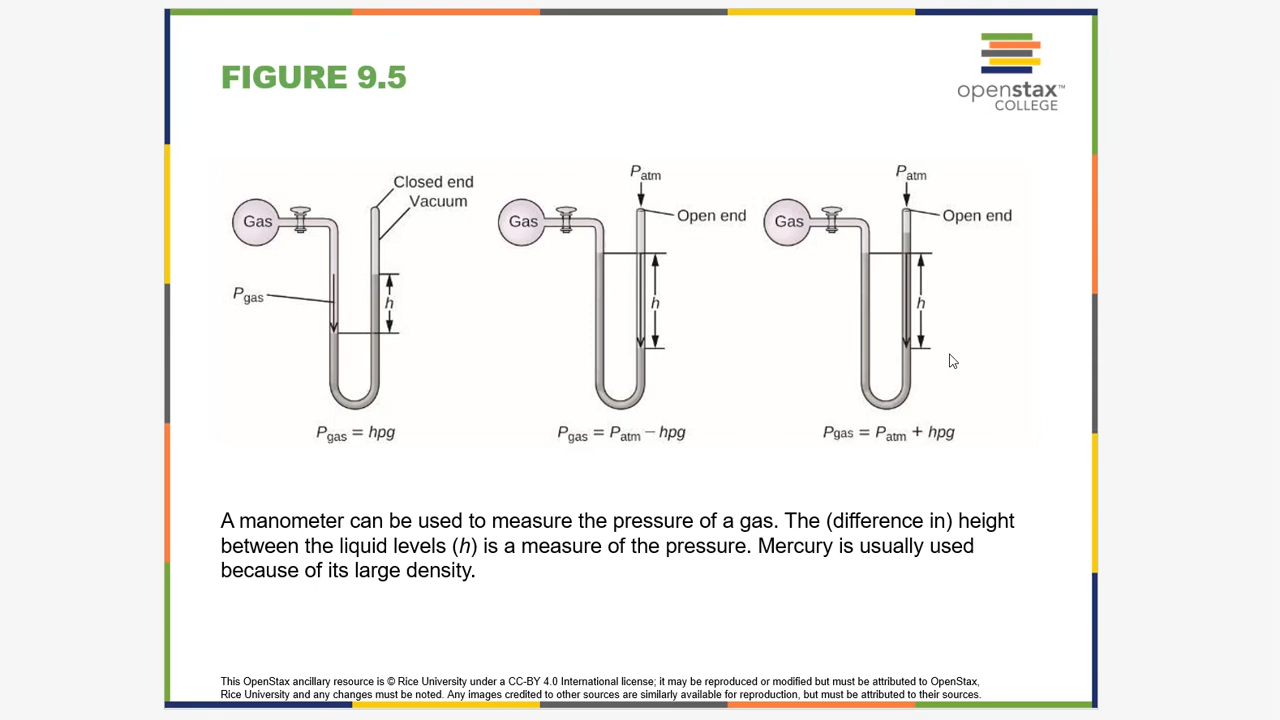 FIGURE 9.5
openstax™
COLLEGE
Closed end
Vacuum
Gas
Pgas
h
Pgas = hpg
Patm
Gas
Open end
h
Pgas = Patm − hpg
Patm
Gas
Open end
h
Pgas = Patm + hpg
A manometer can be used to measure the pressure of a gas. The (difference in) height
between the liquid levels (h) is a measure of the pressure. Mercury is usually used
because of its large density.
This OpenStax ancillary resource is © Rice University under a CC-BY 4.0 International license; it may be reproduced or modified but must be attributed to OpenStax,
Rice University and any changes must be noted. Any images credited to other sources are similarly available for reproduction, but must be attributed to their sources.